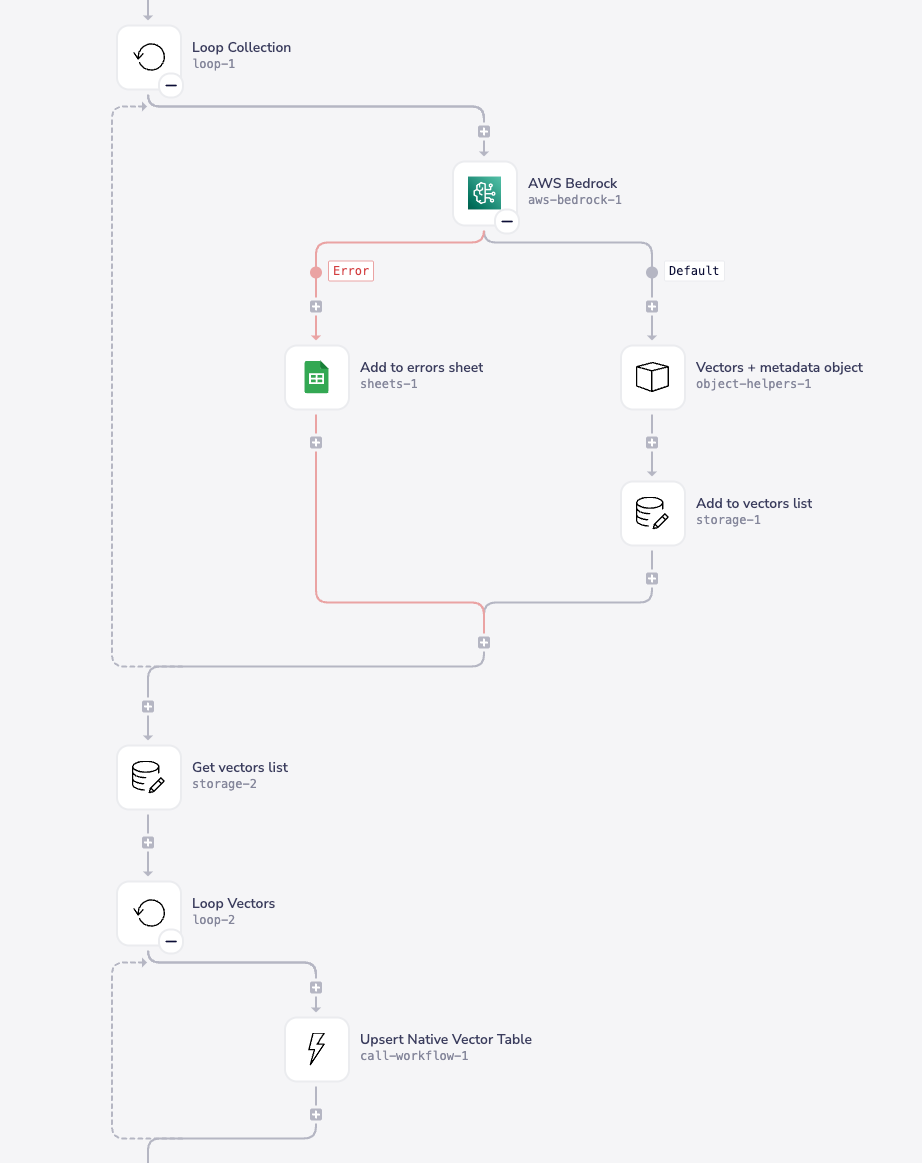 Loop Collection
loop-1
AWS Bedrock
aws-bedrock-1
Error
Default
Add to errors sheet
sheets-1
Vectors + metadata object
object-helpers-1
Add to vectors list
storage-1
Get vectors list
storage-2
Loop Vectors
loop-2
Upsert Native Vector Table
call-workflow-1